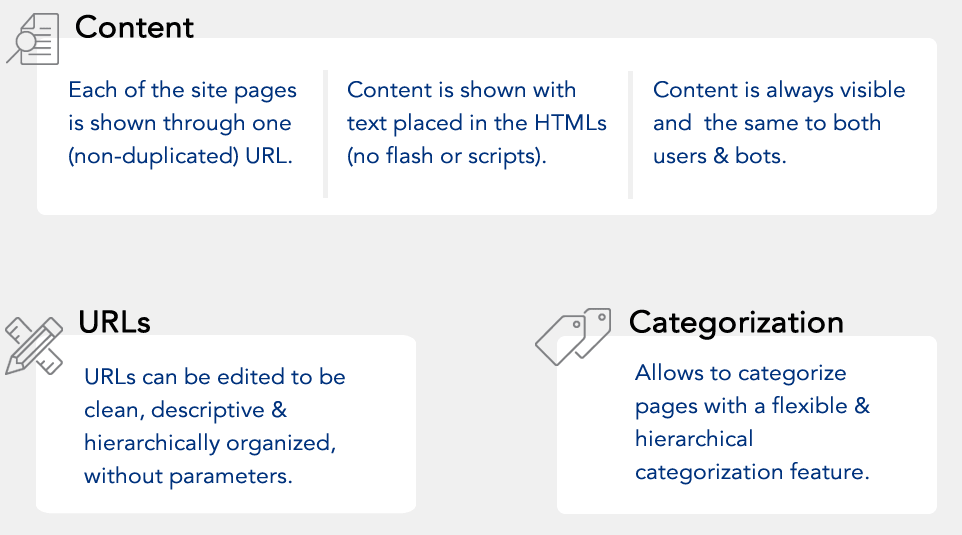 Content
Each of the site pages
is shown through one
(non-duplicated) URL.
Content is shown with
text placed in the HTMLs
(no flash or scripts).
Content is always visible
and  the same to both
users & bots.
URLs
URLs can be edited to be
clean, descriptive &
hierarchically organized,
without parameters.
Categorization
Allows to categorize
pages with a flexible &
hierarchical
categorization feature.